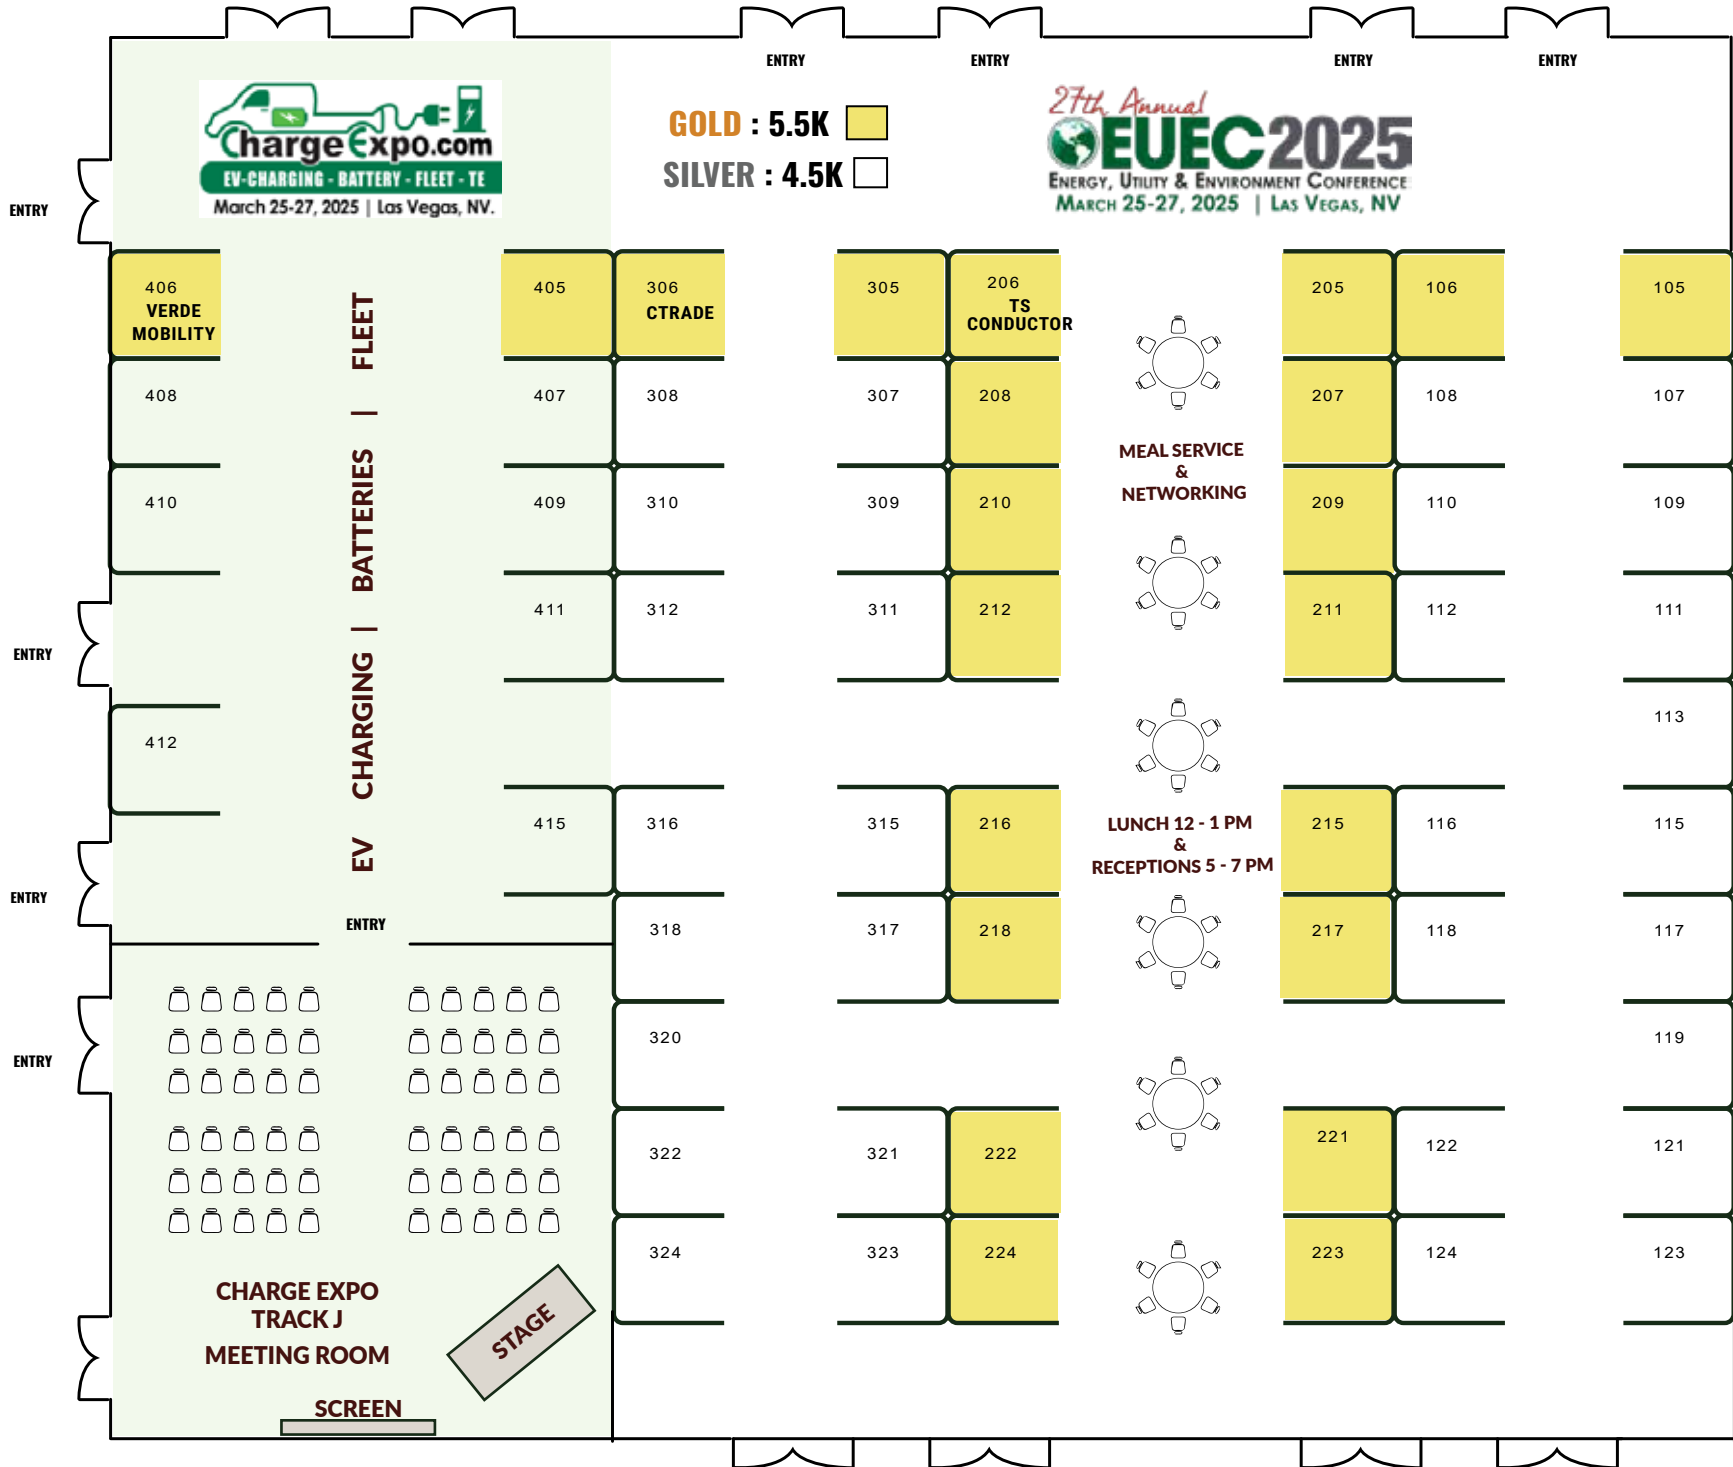 ENTRY
ENTRY
ENTRY
ENTRY
ChargeExpo.com
EV-CHARGING - BATTERY - FLEET - TE
March 25-27, 2025 | Las Vegas, NV.
GOLD : 5.5K
SILVER : 4.5K
27th Annual
EUEC2025
ENERGY, UTILITY & ENVIRONMENT CONFERENCE
MARCH 25-27, 2025 | LAS VEGAS, NV
ENTRY
406
VERDE
MOBILITY
405
306
CTRADE
305
206
TS
CONDUCTOR
205
106
105
408
407
308
307
208
207
108
107
410
409
310
309
210
209
110
109
411
312
311
212
211
112
111
EV CHARGING | BATTERIES | FLEET
MEAL SERVICE
&
NETWORKING
ENTRY
412
113
415
316
315
216
215
116
115
LUNCH 12 - 1 PM
&
RECEPTIONS 5 - 7 PM
ENTRY
ENTRY
318
317
218
217
118
117
320
119
ENTRY
322
321
222
221
122
121
324
323
224
223
124
123
CHARGE EXPO
TRACK J
MEETING ROOM
STAGE
SCREEN